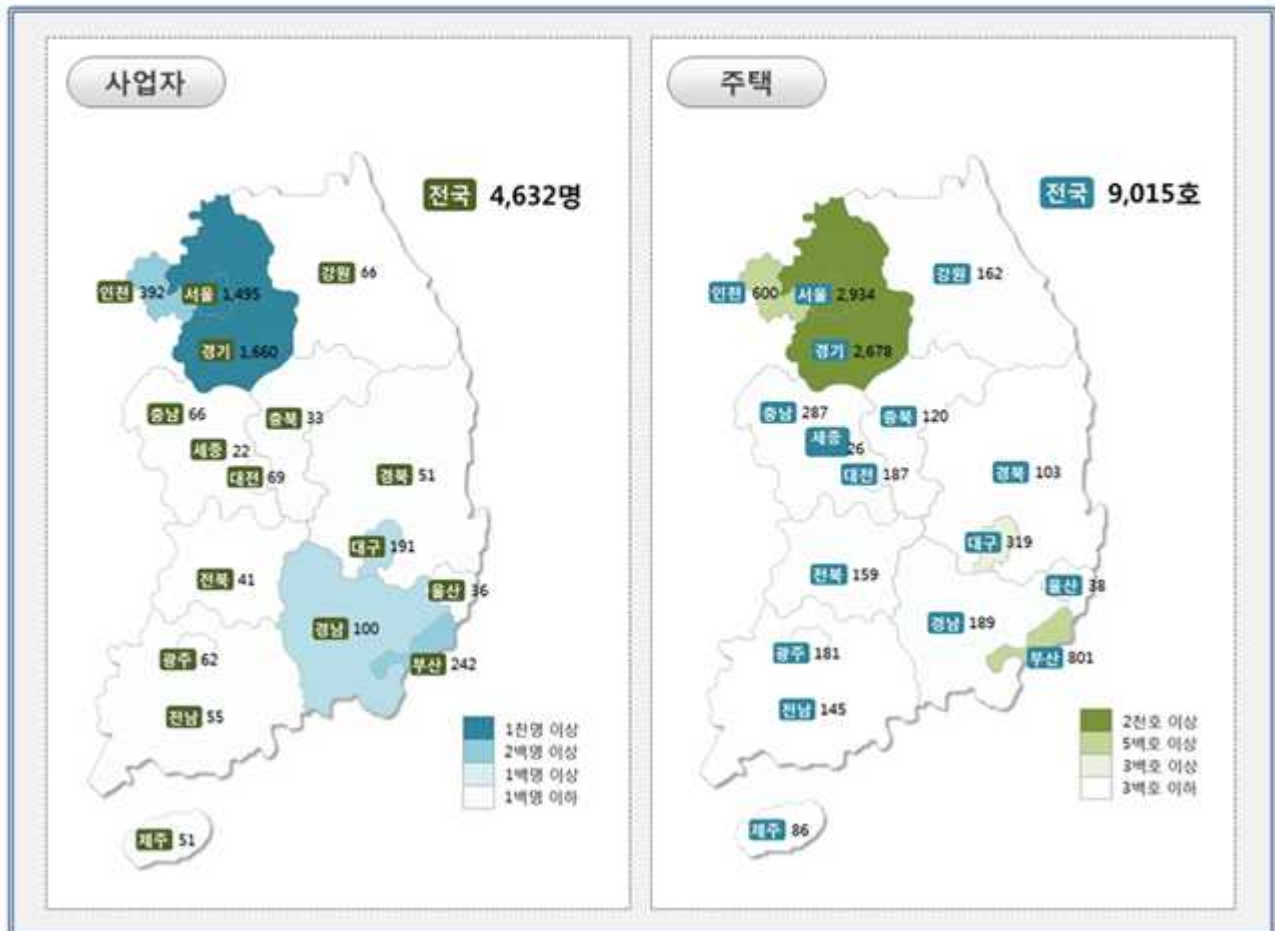 사업자
전국 4,632명
강원 66
인천 392
서울 1,495
경기 1,660
충남 66
충북 33
세종 22
대전 69
경북 51
대구 191
전북 41
울산 36
경남 100
광주 62
부산 242
전남 55
1천명 이상
2백명 이상
1백명 이상
1백명 이하
제주 51
주택
전국 9,015호
강원 162
인천 600
서울 2,934
경기 2,678
충남 287
충북 120
세종 26
대전 187
경북 103
대구 319
전북 159
울산 38
경남 189
광주 181
부산 801
전남 145
2천호 이상
5백호 이상
3백호 이상
3백호 이하
제주 86